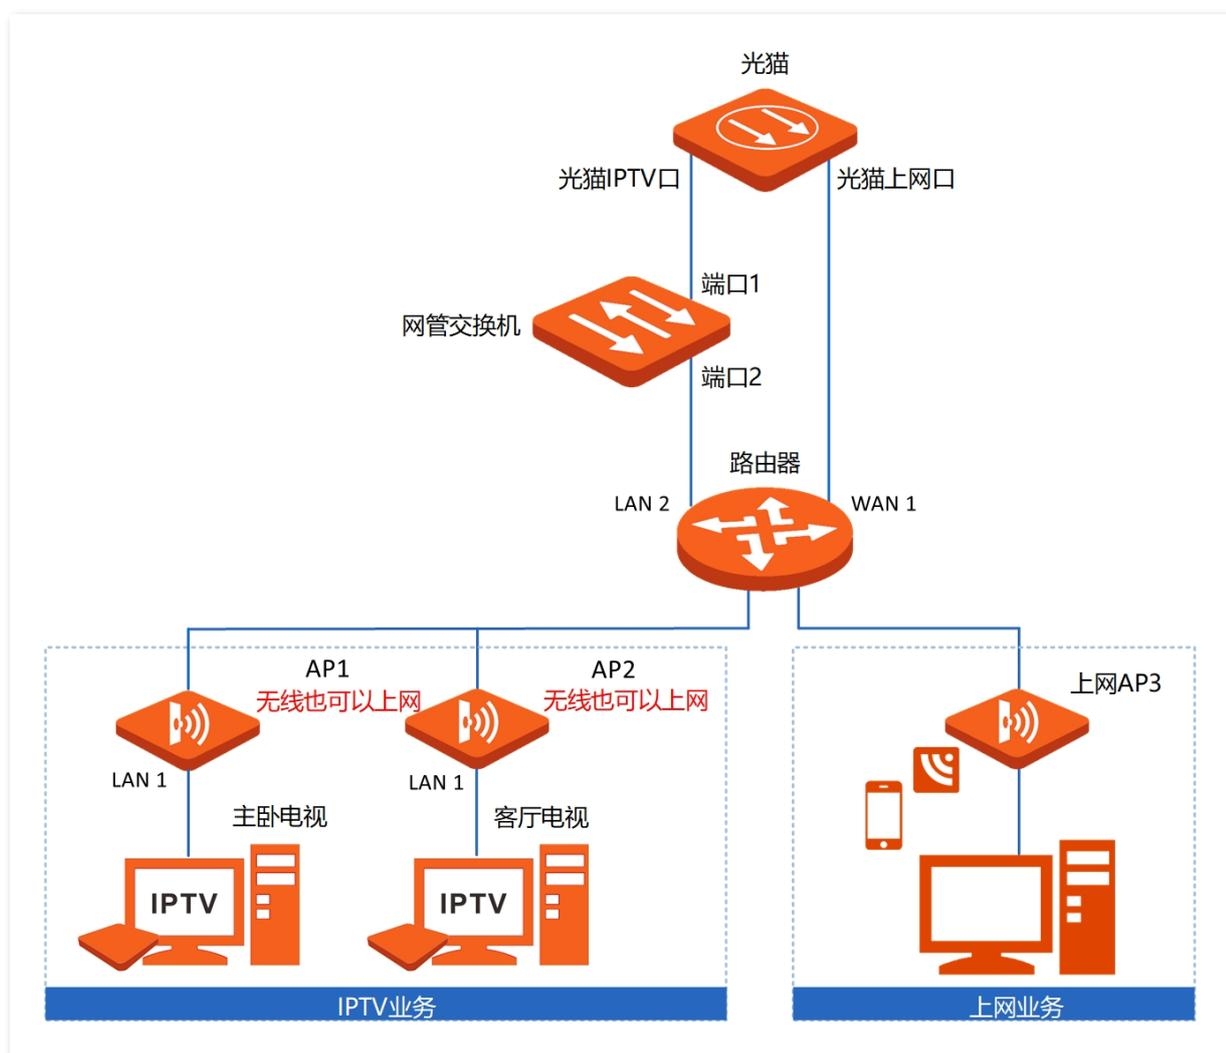 光猫
光猫IPTV口
光猫上网口
端口1
网管交换机
端口2
路由器
LAN 2
WAN 1
AP1
无线也可以上网
AP2
无线也可以上网
上网AP3
LAN 1
LAN 1
主卧电视
客厅电视
IPTV
IPTV
IPTV业务
上网业务